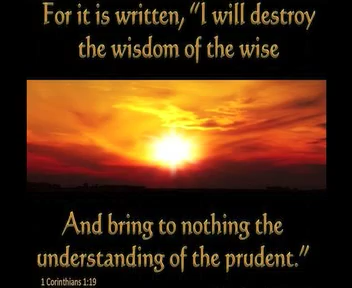 For it is written, "I will destroy
the wisdom of the wise
And bring to nothing the
understanding of the prudent."
1 Corinthians 1:19